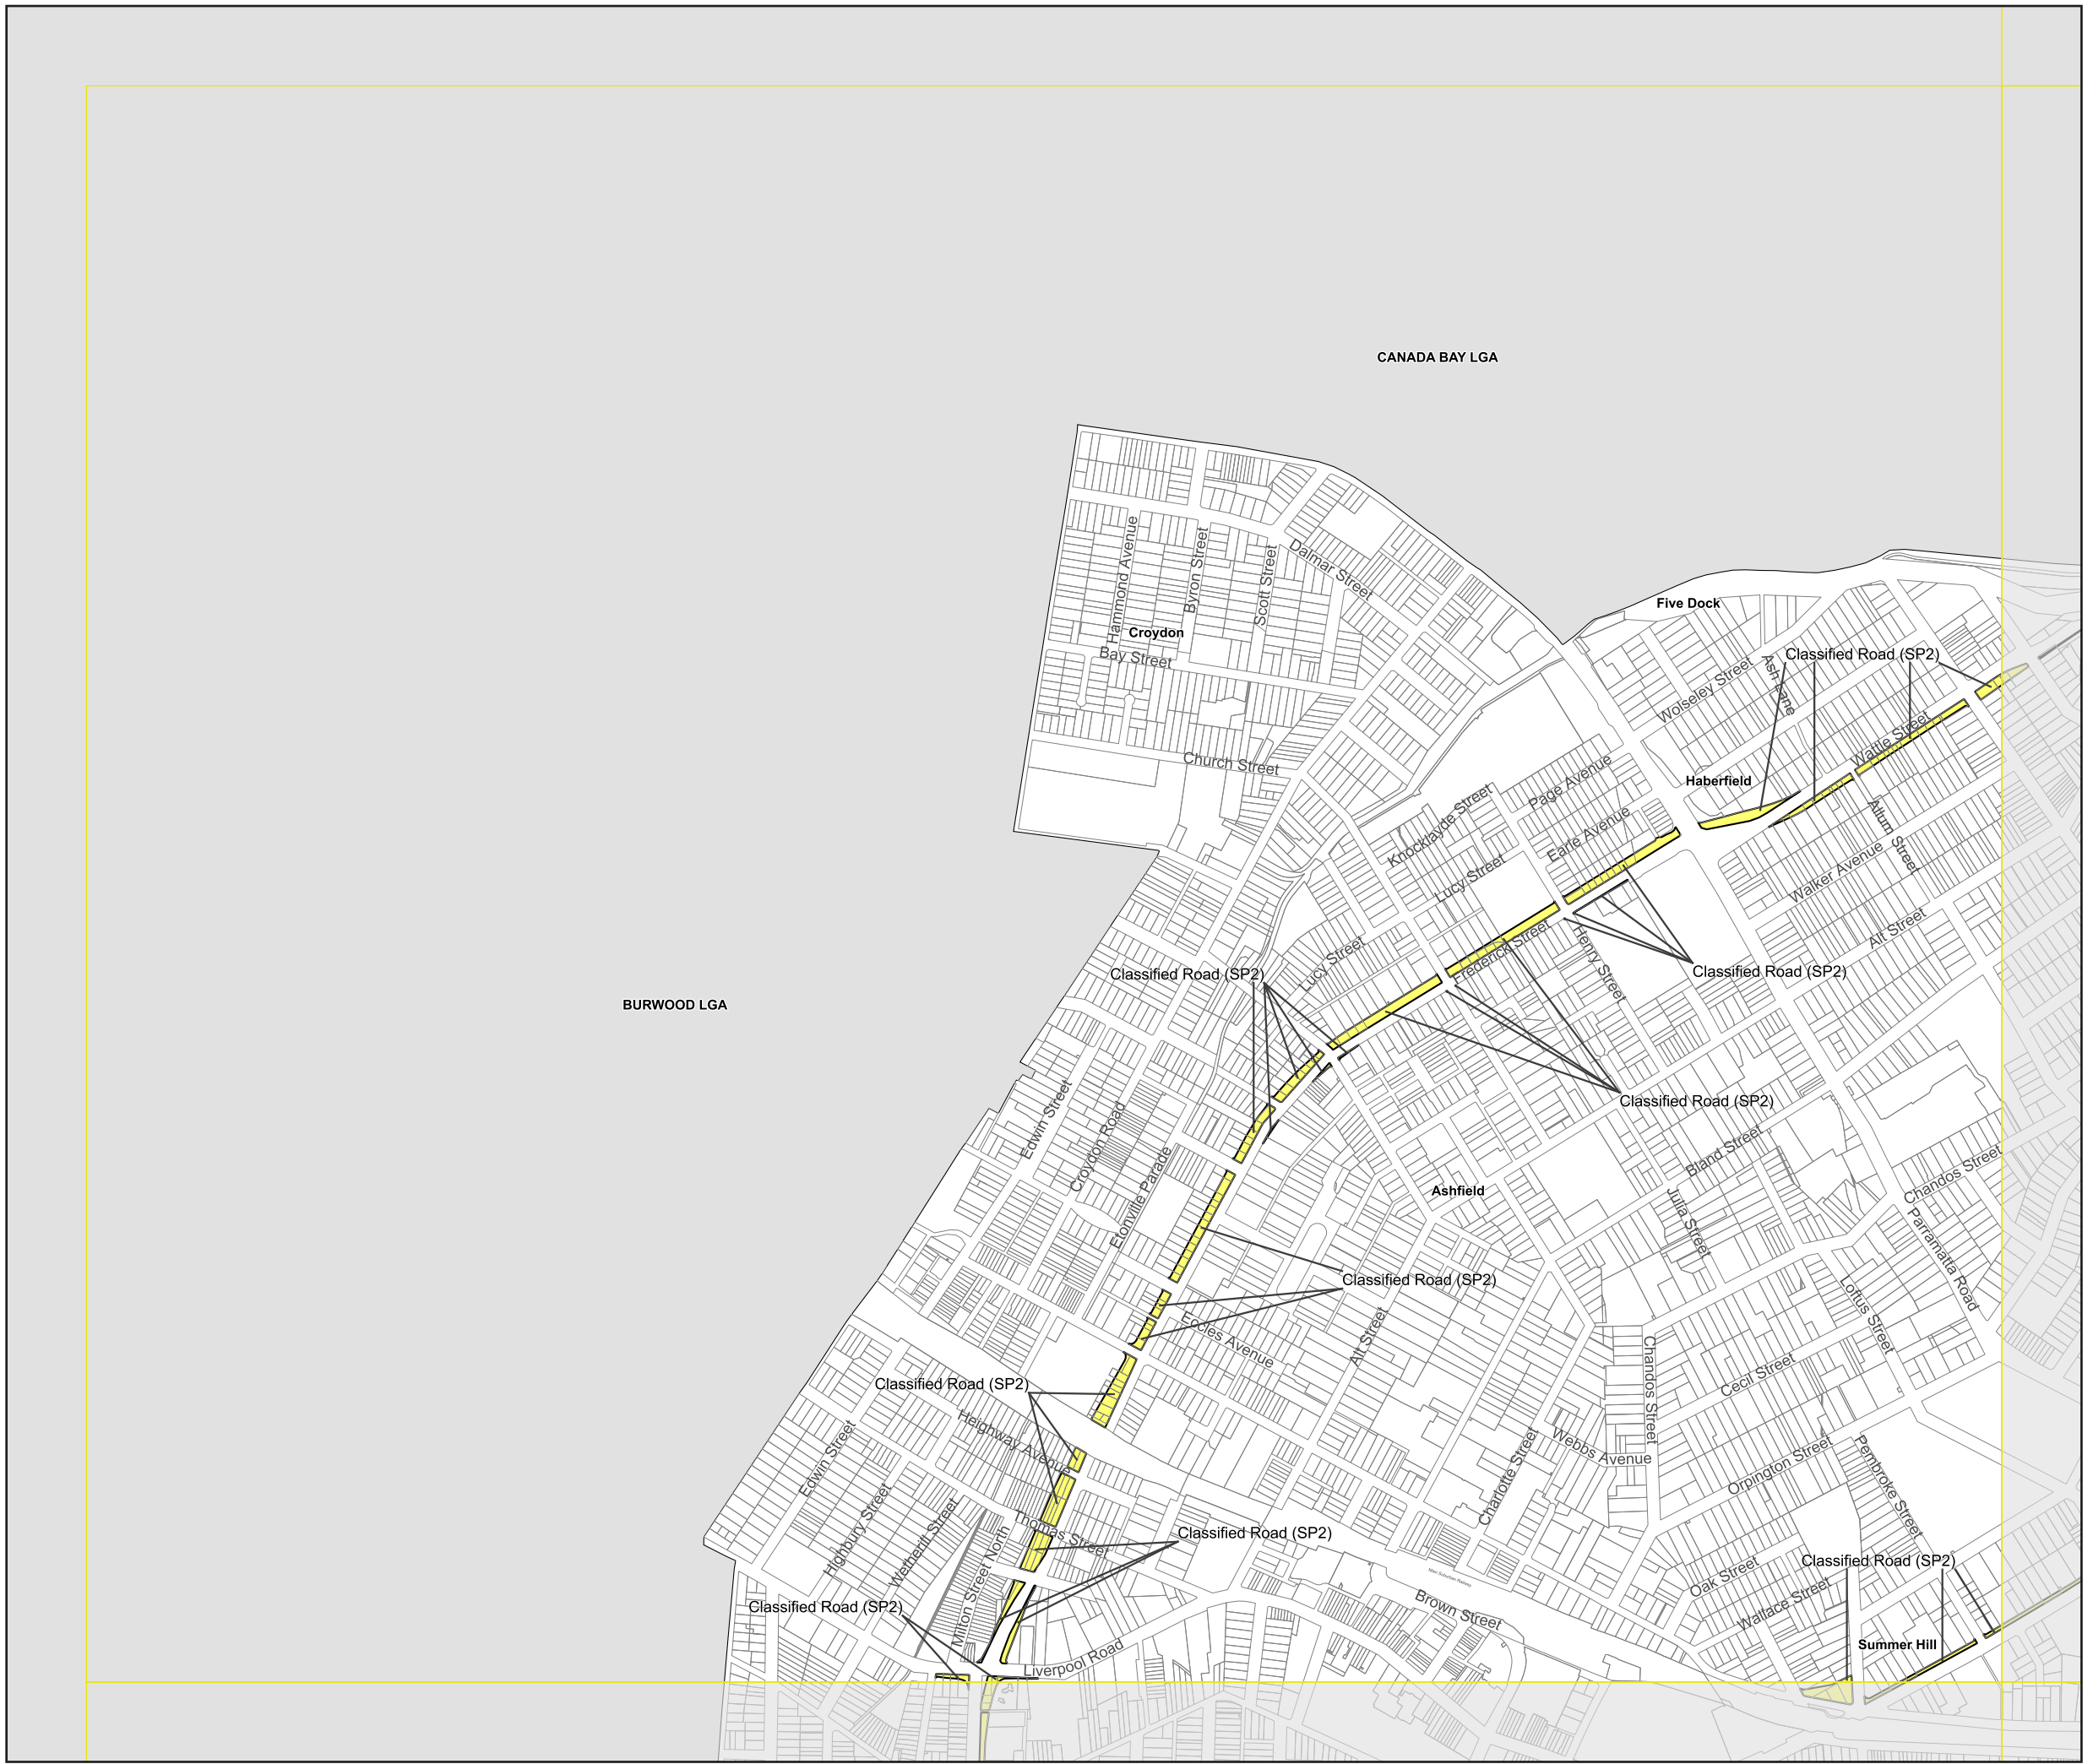 CANADA BAY LGA
Hammond Avenue
Byron Street
Scott Street
Dalmar Street
Five Dock
Croydon
Bay Street
Classified Road (SP2)
Wolseley Street
Ash Lane
Wattle Street
Church Street
Haberfield
Page Avenue
Knocklayde Street
Earle Avenue
Allum Street
Lucy Street
Walker Avenue
Alt Street
Frederick Street
Henry Street
Lucy Street
Classified Road (SP2)
Classified Road (SP2)
BURWOOD LGA
Classified Road (SP2)
Edwin Street
Croydon Road
Etonville Parade
Bland Street
Chandos Street
Ashfield
Julia Street
Parramatta Road
Classified Road (SP2)
Loftus Street
Eccles Avenue
Alt Street
Chandos Street
Cecil Street
Classified Road (SP2)
Heighway Avenue
Edwin Street
Webbs Avenue
Charlotte Street
Orpington Street
Pembroke Street
Highbury Street
Wetherill Street
Thomas Street
Milton Street North
Classified Road (SP2)
Classified Road (SP2)
Main Suburban Railway
Oak Street
Wallace Street
Brown Street
Classified Road (SP2)
Liverpool Road
Summer Hill